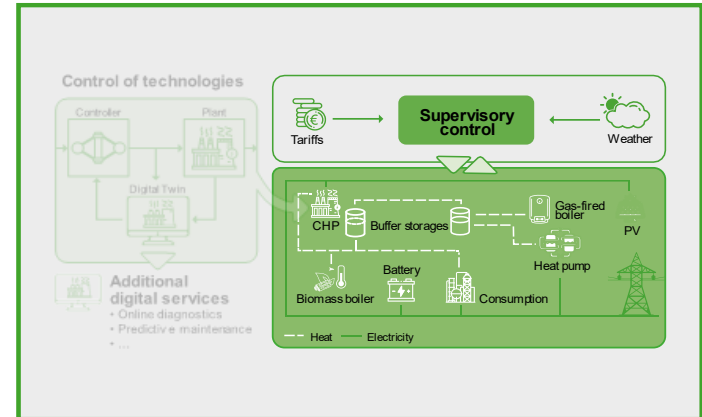 Control of technologies
Controller
Plant
Digital Twin
Additional
digital services
• Online diagnostics
• Predictive maintenance
• ...
Tariffs
Supervisory
control
Weather
CHP
Buffer storages
Gas-fired
boiler
PV
Heat pump
Biomass boiler
Battery
Consumption
Heat
Electricity